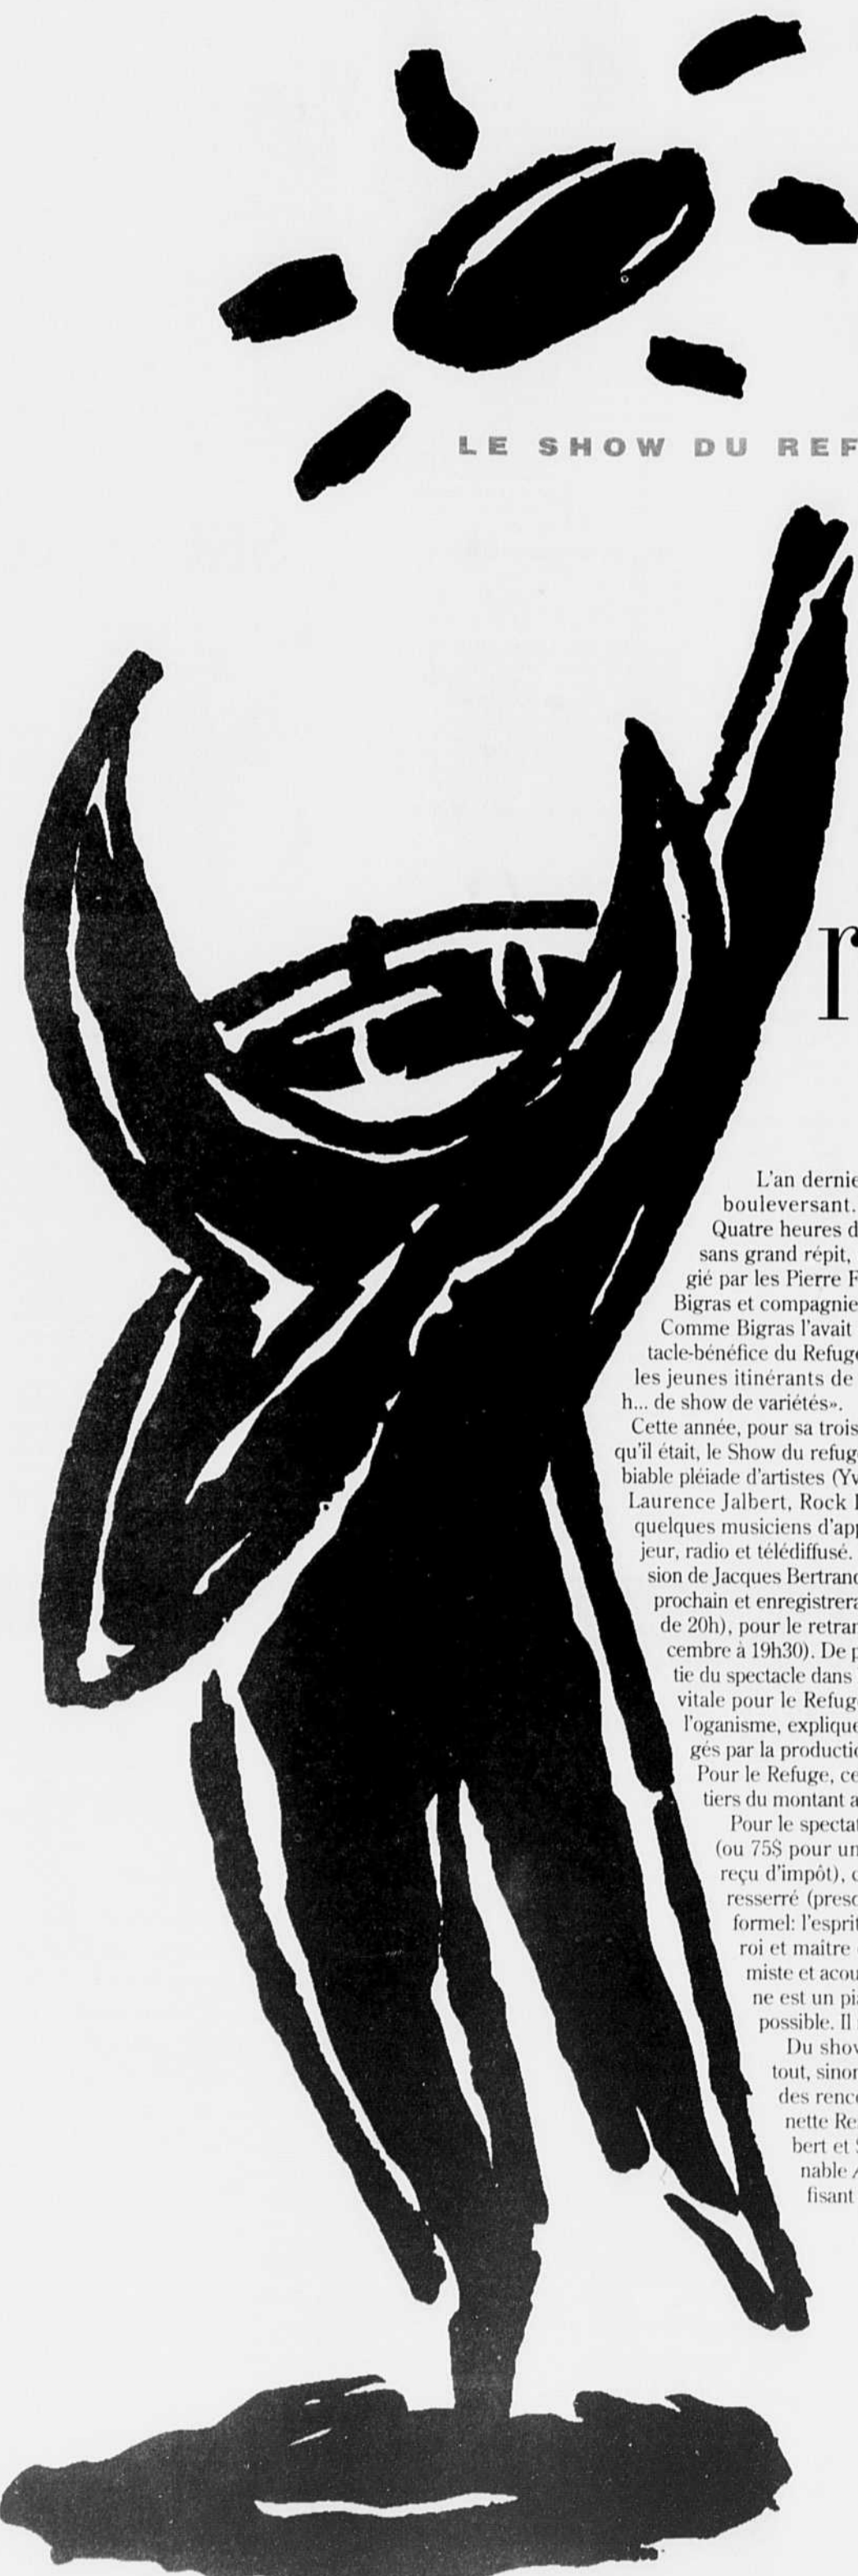 LE SHOW DU REF
r
L'an dernie
bouleversant.
Quatre heures d
sans grand répit,
gié par les Pierre F
Bigras et compagnie
Comme Bigras l'avait
tacle-bénéfice du Refuge
les jeunes itinérants de
h... de show de variétés».
Cette année, pour sa trois
qu'il était, le Show du refug
biable pléiade d'artistes (Yv
Laurence Jalbert, Rock
quelques musiciens d'app
jeur, radio et télédiffusé.
sion de Jacques Bertrand
prochain et enregistrera
de 20h), pour le retran
cembre à 19h30). De p
tie du spectacle dans
vitale pour le Refug
l'oganisme, explique
gés par la productio
Pour le Refuge, ce
tiers du montant a
Pour le spectat
(ou 75$ pour un
reçu d'impôt), c
resserré (presc
formel: l'esprit
roi et maître
miste et acou
ne est un pia
possible. Il
Du shov
tout, sinon
des renco
nette Re
bert et S
nable A
fisant